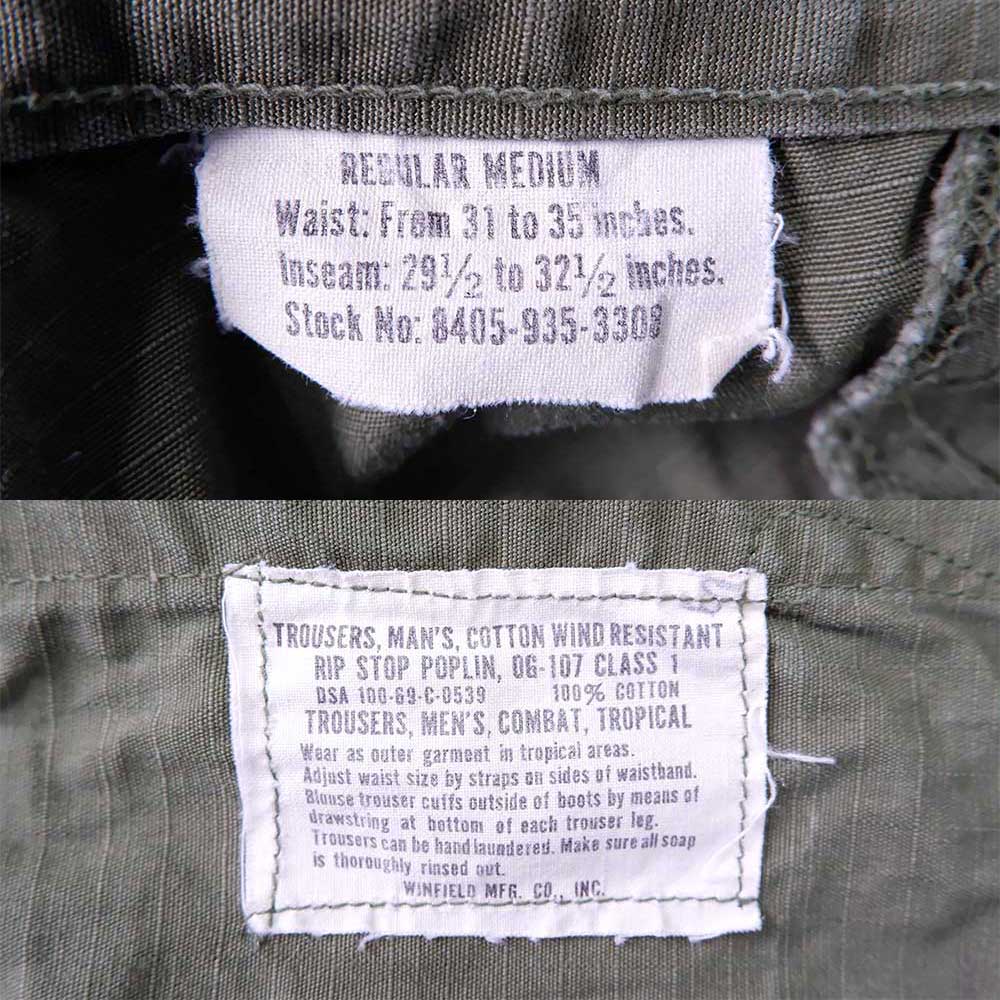 REGULAR MEDIUM
Waist: From 31 to 35 inches.
Inseam: 29 1/2 to 32 1/2 inches.
Stock No: 8405-935-3308
TROUSERS, MAN'S, COTTON WIND RESISTANT
RIP STOP POPLIN, OG-107 CLASS 1
DSA 100-69-C-0539 100% COTTON
TROUSERS, MEN'S, COMBAT, TROPICAL
Wear as outer garment in tropical areas.
Adjust waist size by straps on sides of waistband.
Blouse trouser cuffs outside of boots by means of
drawstring at bottom of each trouser leg.
Trousers can be hand laundered. Make sure all soap
is thoroughly rinsed out.
WINFIELD MFG. CO., INC.